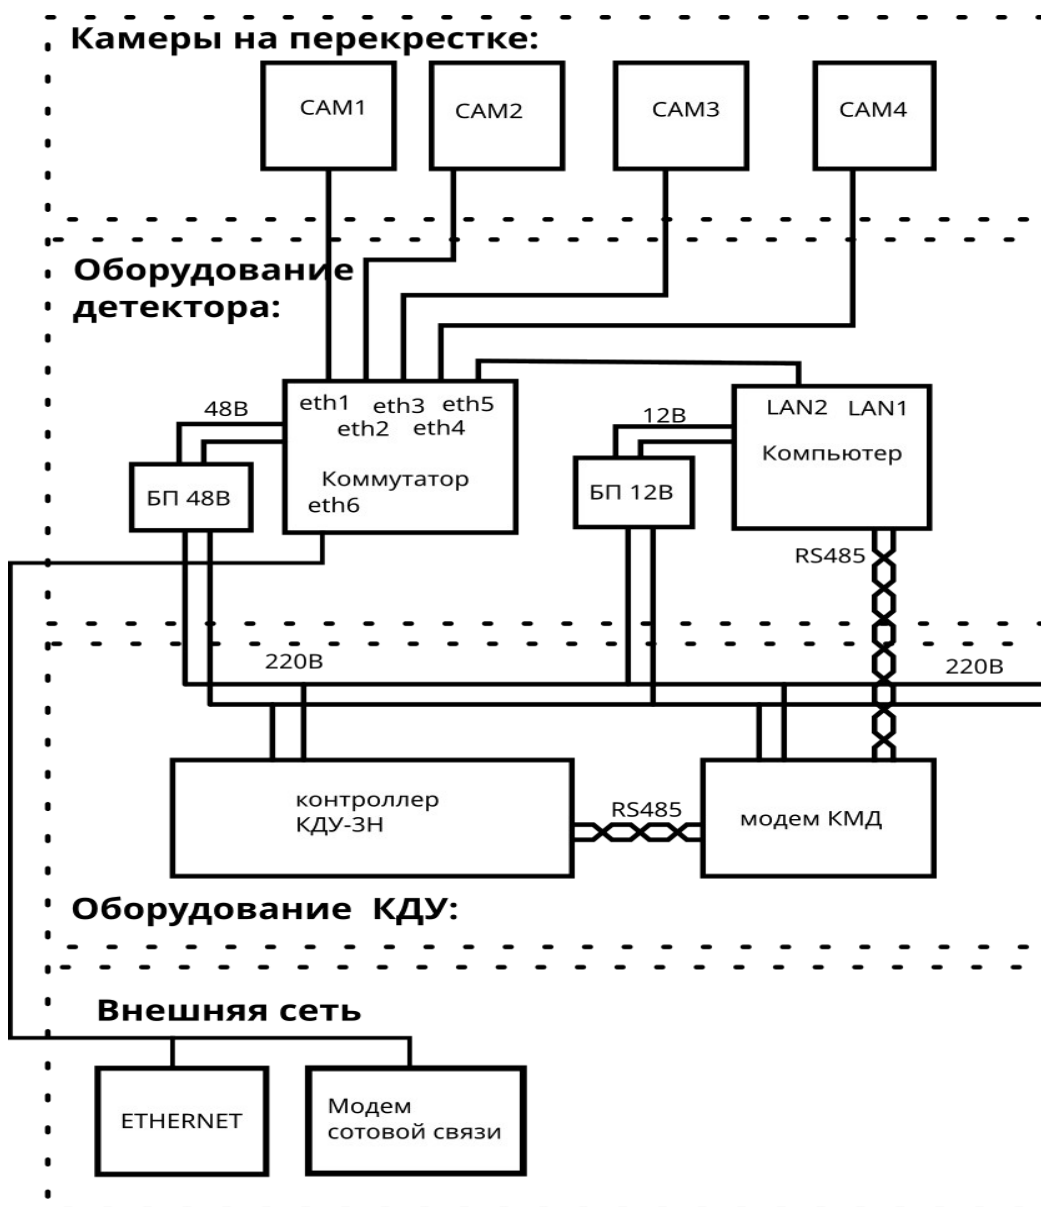 Камеры на перекрестке:
CAM1
CAM2
CAM3
CAM4
Оборудование
детектора:
48В
eth1
eth2
eth3
eth4
eth5
Коммутатор
eth6
БП 48В
12В
БП 12В
LAN2
LAN1
Компьютер
RS485
220В
220В
контроллер
КДУ-3Н
RS485
модем КМД
Оборудование КДУ:
Внешняя сеть
ETHERNET
Модем
сотовой связи